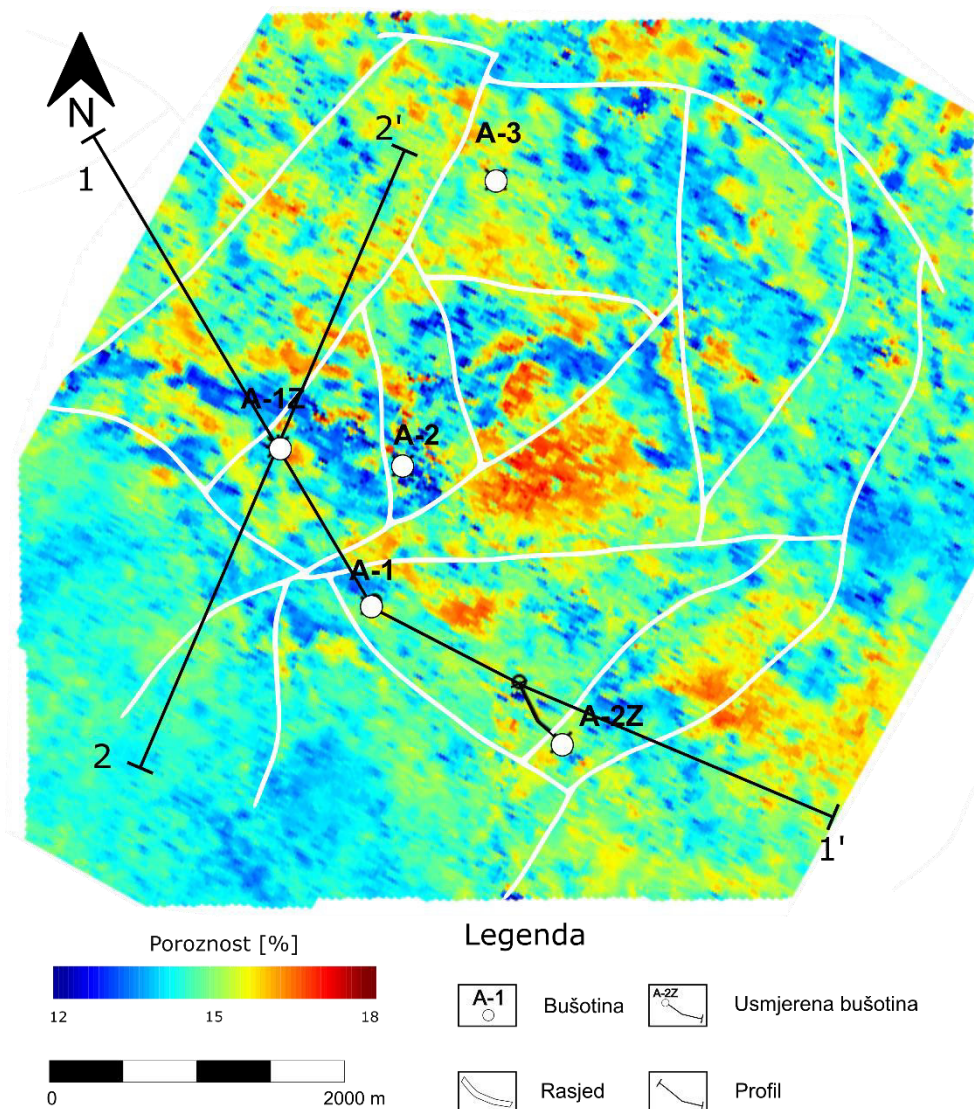 N
1
2'
A-3
A-1Z
A-2
A-1
A-2Z
2
1'
Poroznost [%]
12 15 18
0 2000 m
Legenda
A-1 Bušotina
A-2Z Usmjerena bušotina
Rasjed
Profil